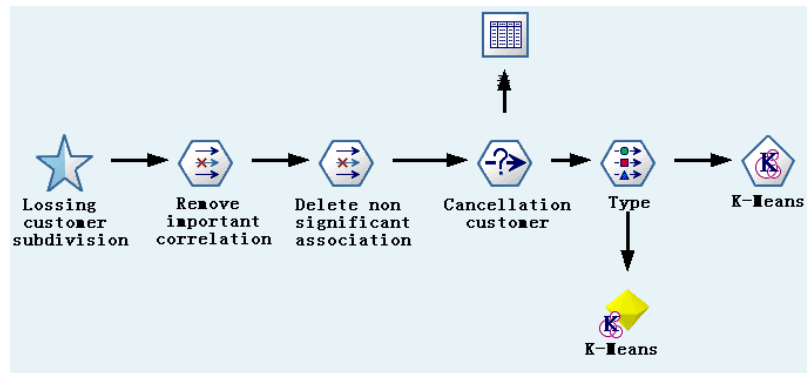 Lossing
customer
subdivision
Remove
important
correlation
Delete non
significant
association
Cancellation
customer
Type
K-Means
K-Means